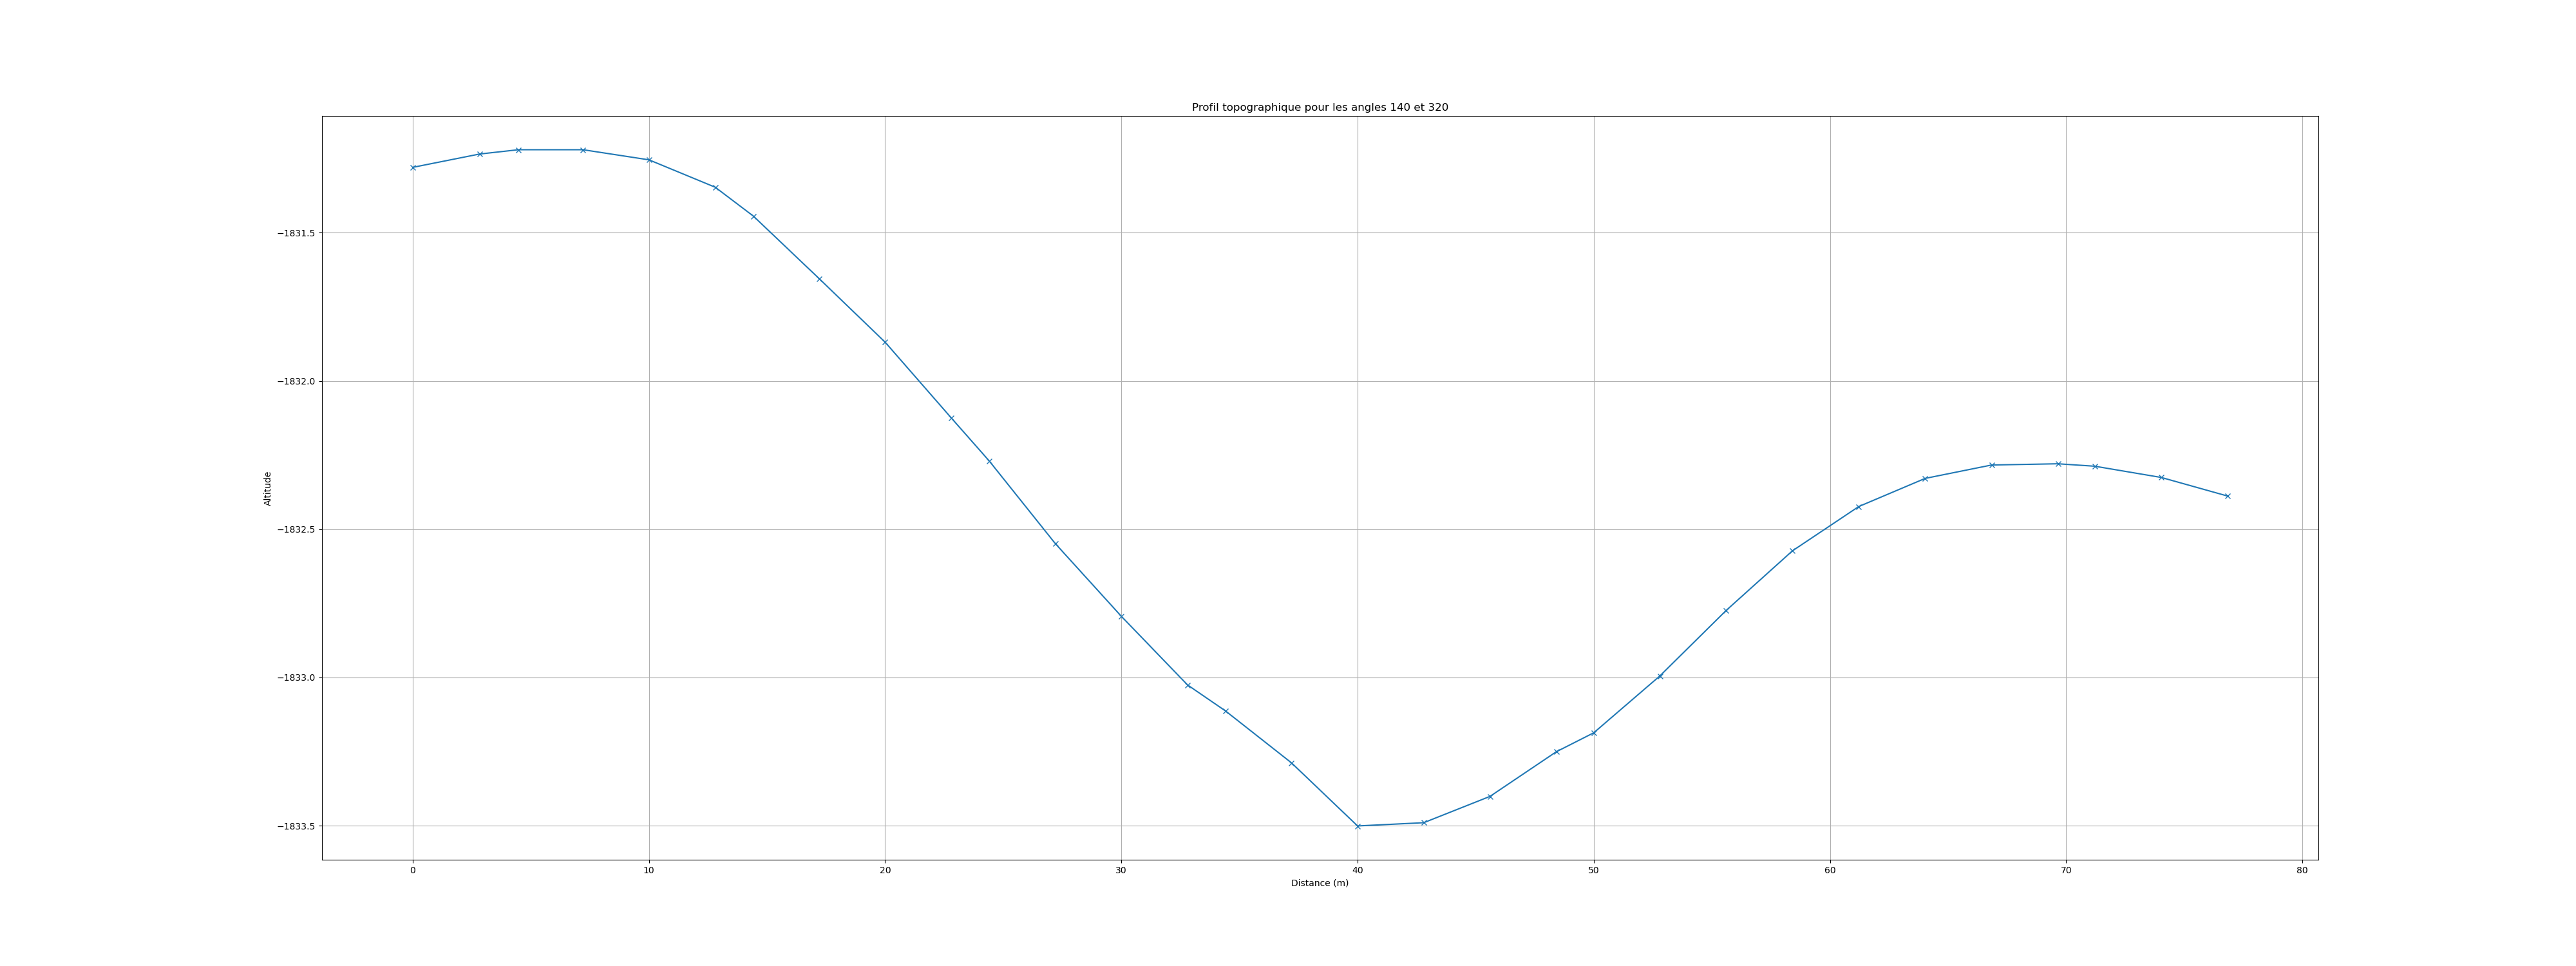 Profil topographique pour les angles 140 et 320
Altitude
−1831.5
−1832.0
−1832.5
−1833.0
−1833.5
0 10 20 30 40 50 60 70 80
Distance (m)